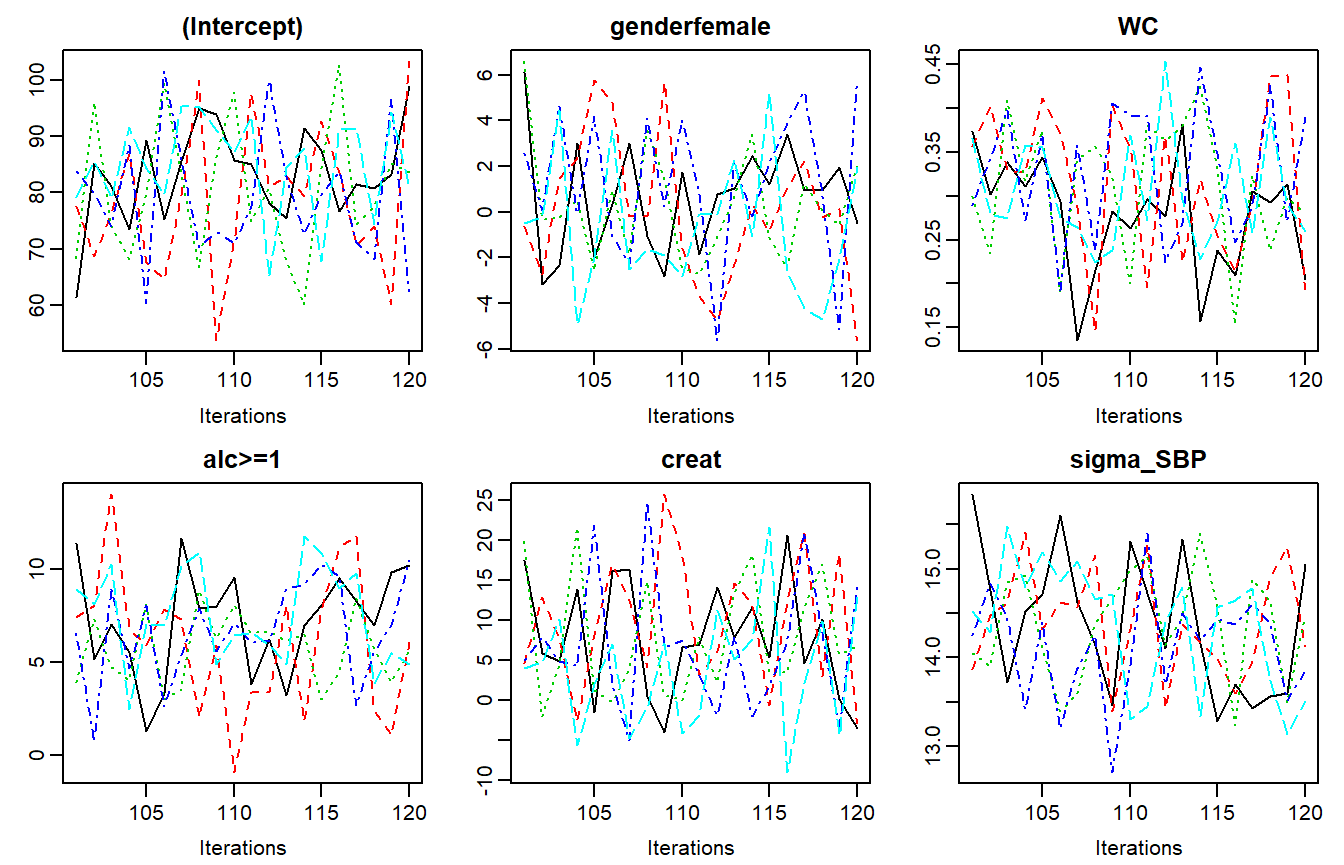 (Intercept)
100
90
80
70
60
105 110 115 120
Iterations
genderfemale
6
4
2
0
-2
-4
-6
105 110 115 120
Iterations
WC
0.45
0.35
0.25
0.15
105 110 115 120
Iterations
alc>=1
10
5
0
105 110 115 120
Iterations
creat
25
20
15
10
5
0
-10
105 110 115 120
Iterations
sigma_SBP
15.0
14.0
13.0
105 110 115 120
Iterations